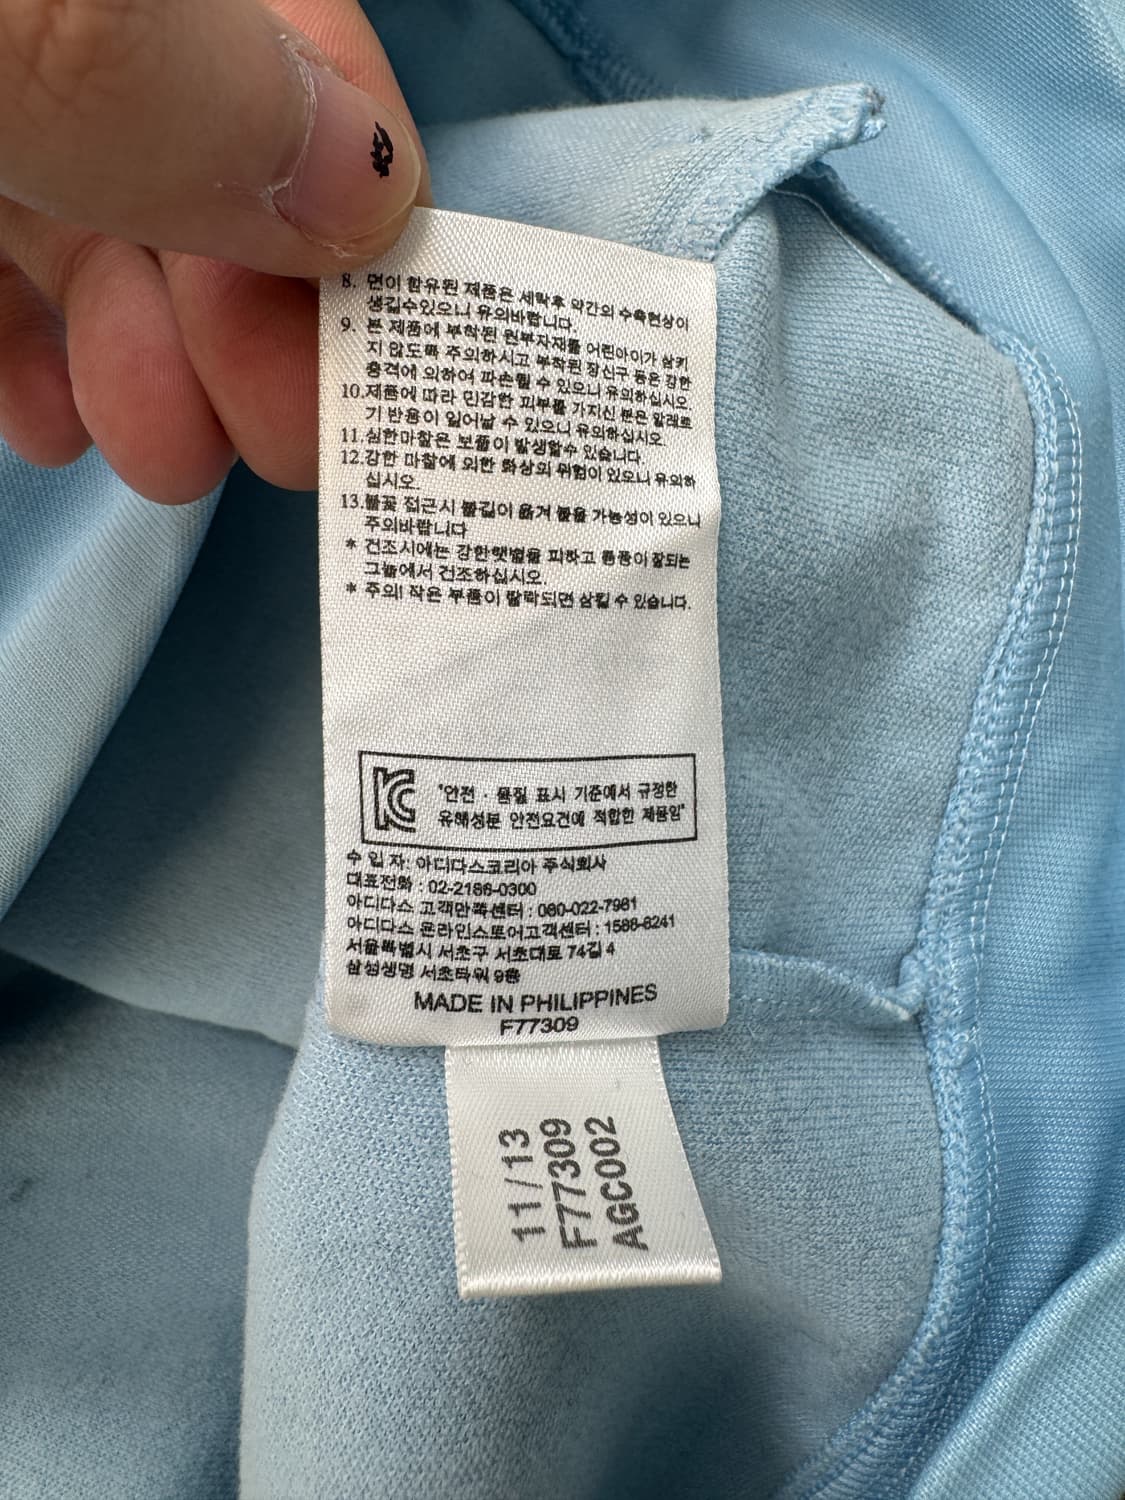 8. 면이 함유된 제품은 세탁후 약간의 수축현상이
생길수있으니 유의바랍니다.
9. 본 제품에 부착된 원부자재를 어린아이가 삼키
지 않도록 주의하시고 부착된 장신구 등은 강한
충격에 의하여 파손될 수 있으니 유의하십시오.
10.제품에 따라 민감한 피부를 가지신 분은 알레르
기 반응이 일어날 수 있으니 유의하십시오.
11.심한마찰은 보풀이 발생할수 있습니다.
12.강한 마찰에 의한 화상의 위험이 있으니 유의하
십시오.
13.불꽃 접근시 불길이 옮겨 붙을 가능성이 있으니
주의바랍니다
* 건조시에는 강한햇볕을 피하고 통풍이 잘되는
그늘에서 건조하십시오.
* 주의! 작은 부품이 탈락되면 삼킬 수 있습니다.
"안전 · 품질 표시 기준에서 규정한
유해성분 안전요건에 적합한 제품임"
수 입 자: 아디다스코리아 주식회사
대표전화 : 02-2186-0300
아디다스 고객만족센터 : 080-022-7981
아디다스 온라인스토어고객센터 : 1588-8241
서울특별시 서초구 서초대로 74길 4
삼성생명 서초타워 9층
MADE IN PHILIPPINES
F77309
11/13
F77309
AGC002